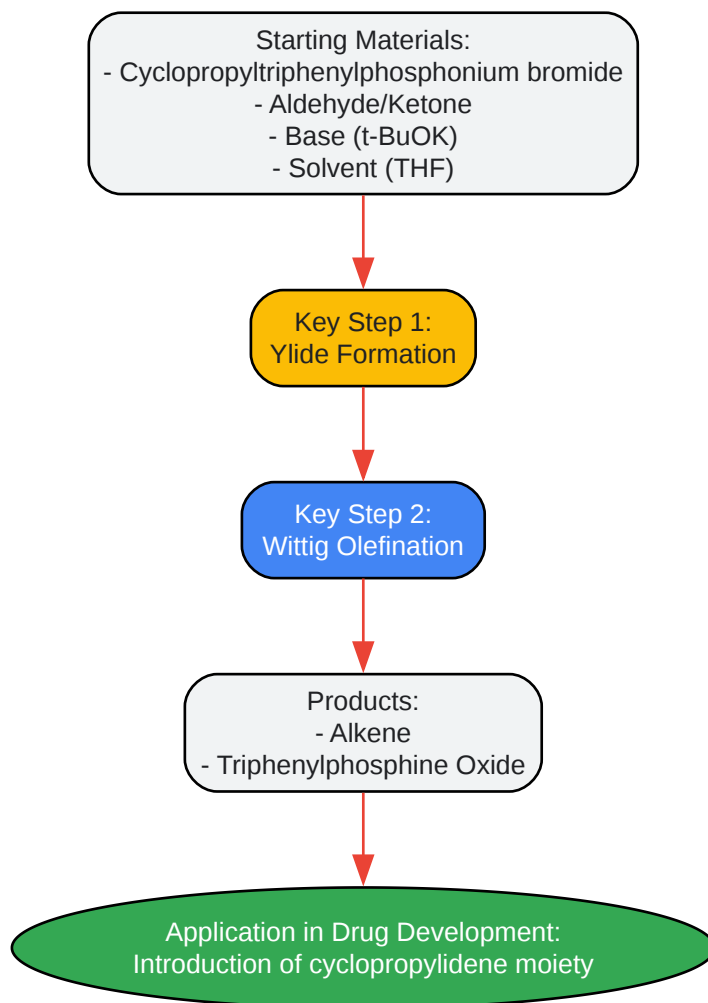 Starting Materials:
- Cyclopropyltriphenylphosphonium bromide
- Aldehyde/Ketone
- Base (t-BuOK)
- Solvent (THF)
Key Step 1:
Ylide Formation
Key Step 2:
Wittig Olefination
Products:
- Alkene
- Triphenylphosphine Oxide
Application in Drug Development:
Introduction of cyclopropylidene moiety